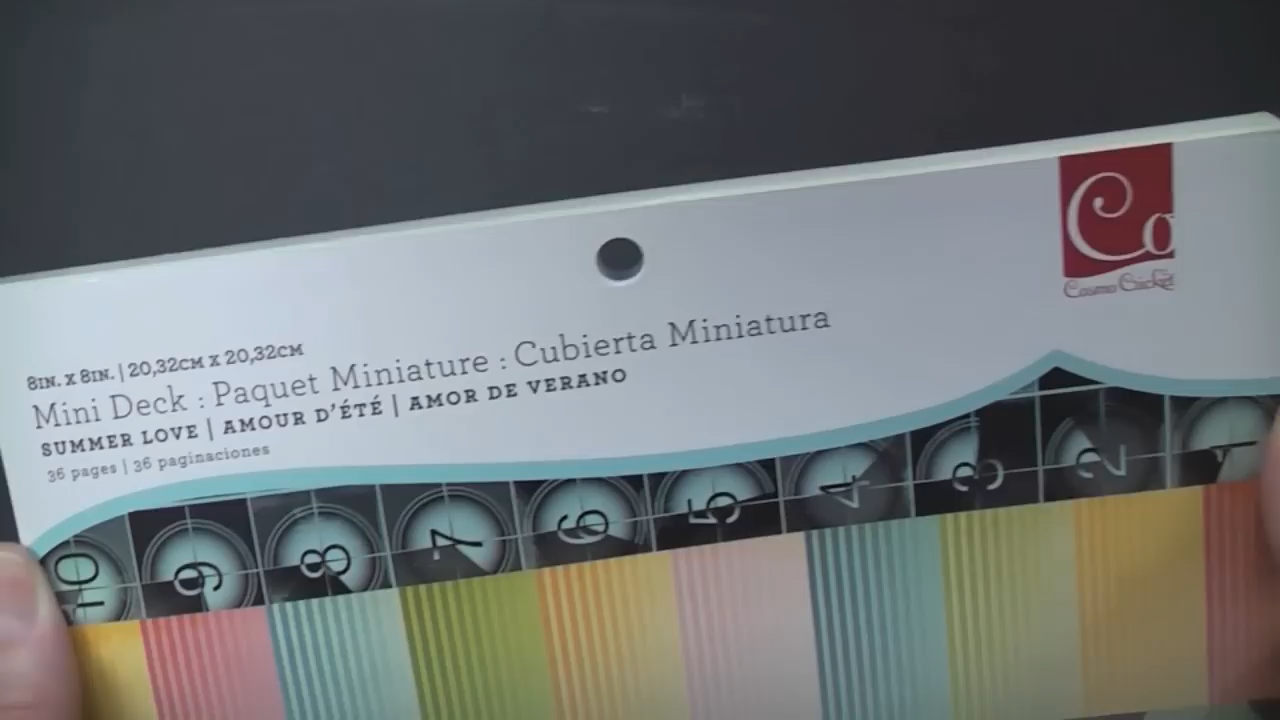 Co
Cosmo Cricket
8IN. X 8IN. | 20,32CM X 20,32CM
Mini Deck : Paquet Miniature : Cubierta Miniatura
SUMMER LOVE | AMOUR D'ÉTÉ | AMOR DE VERANO
36 pages | 36 paginaciones
10 9 8 7 6 5 4 3 2 1